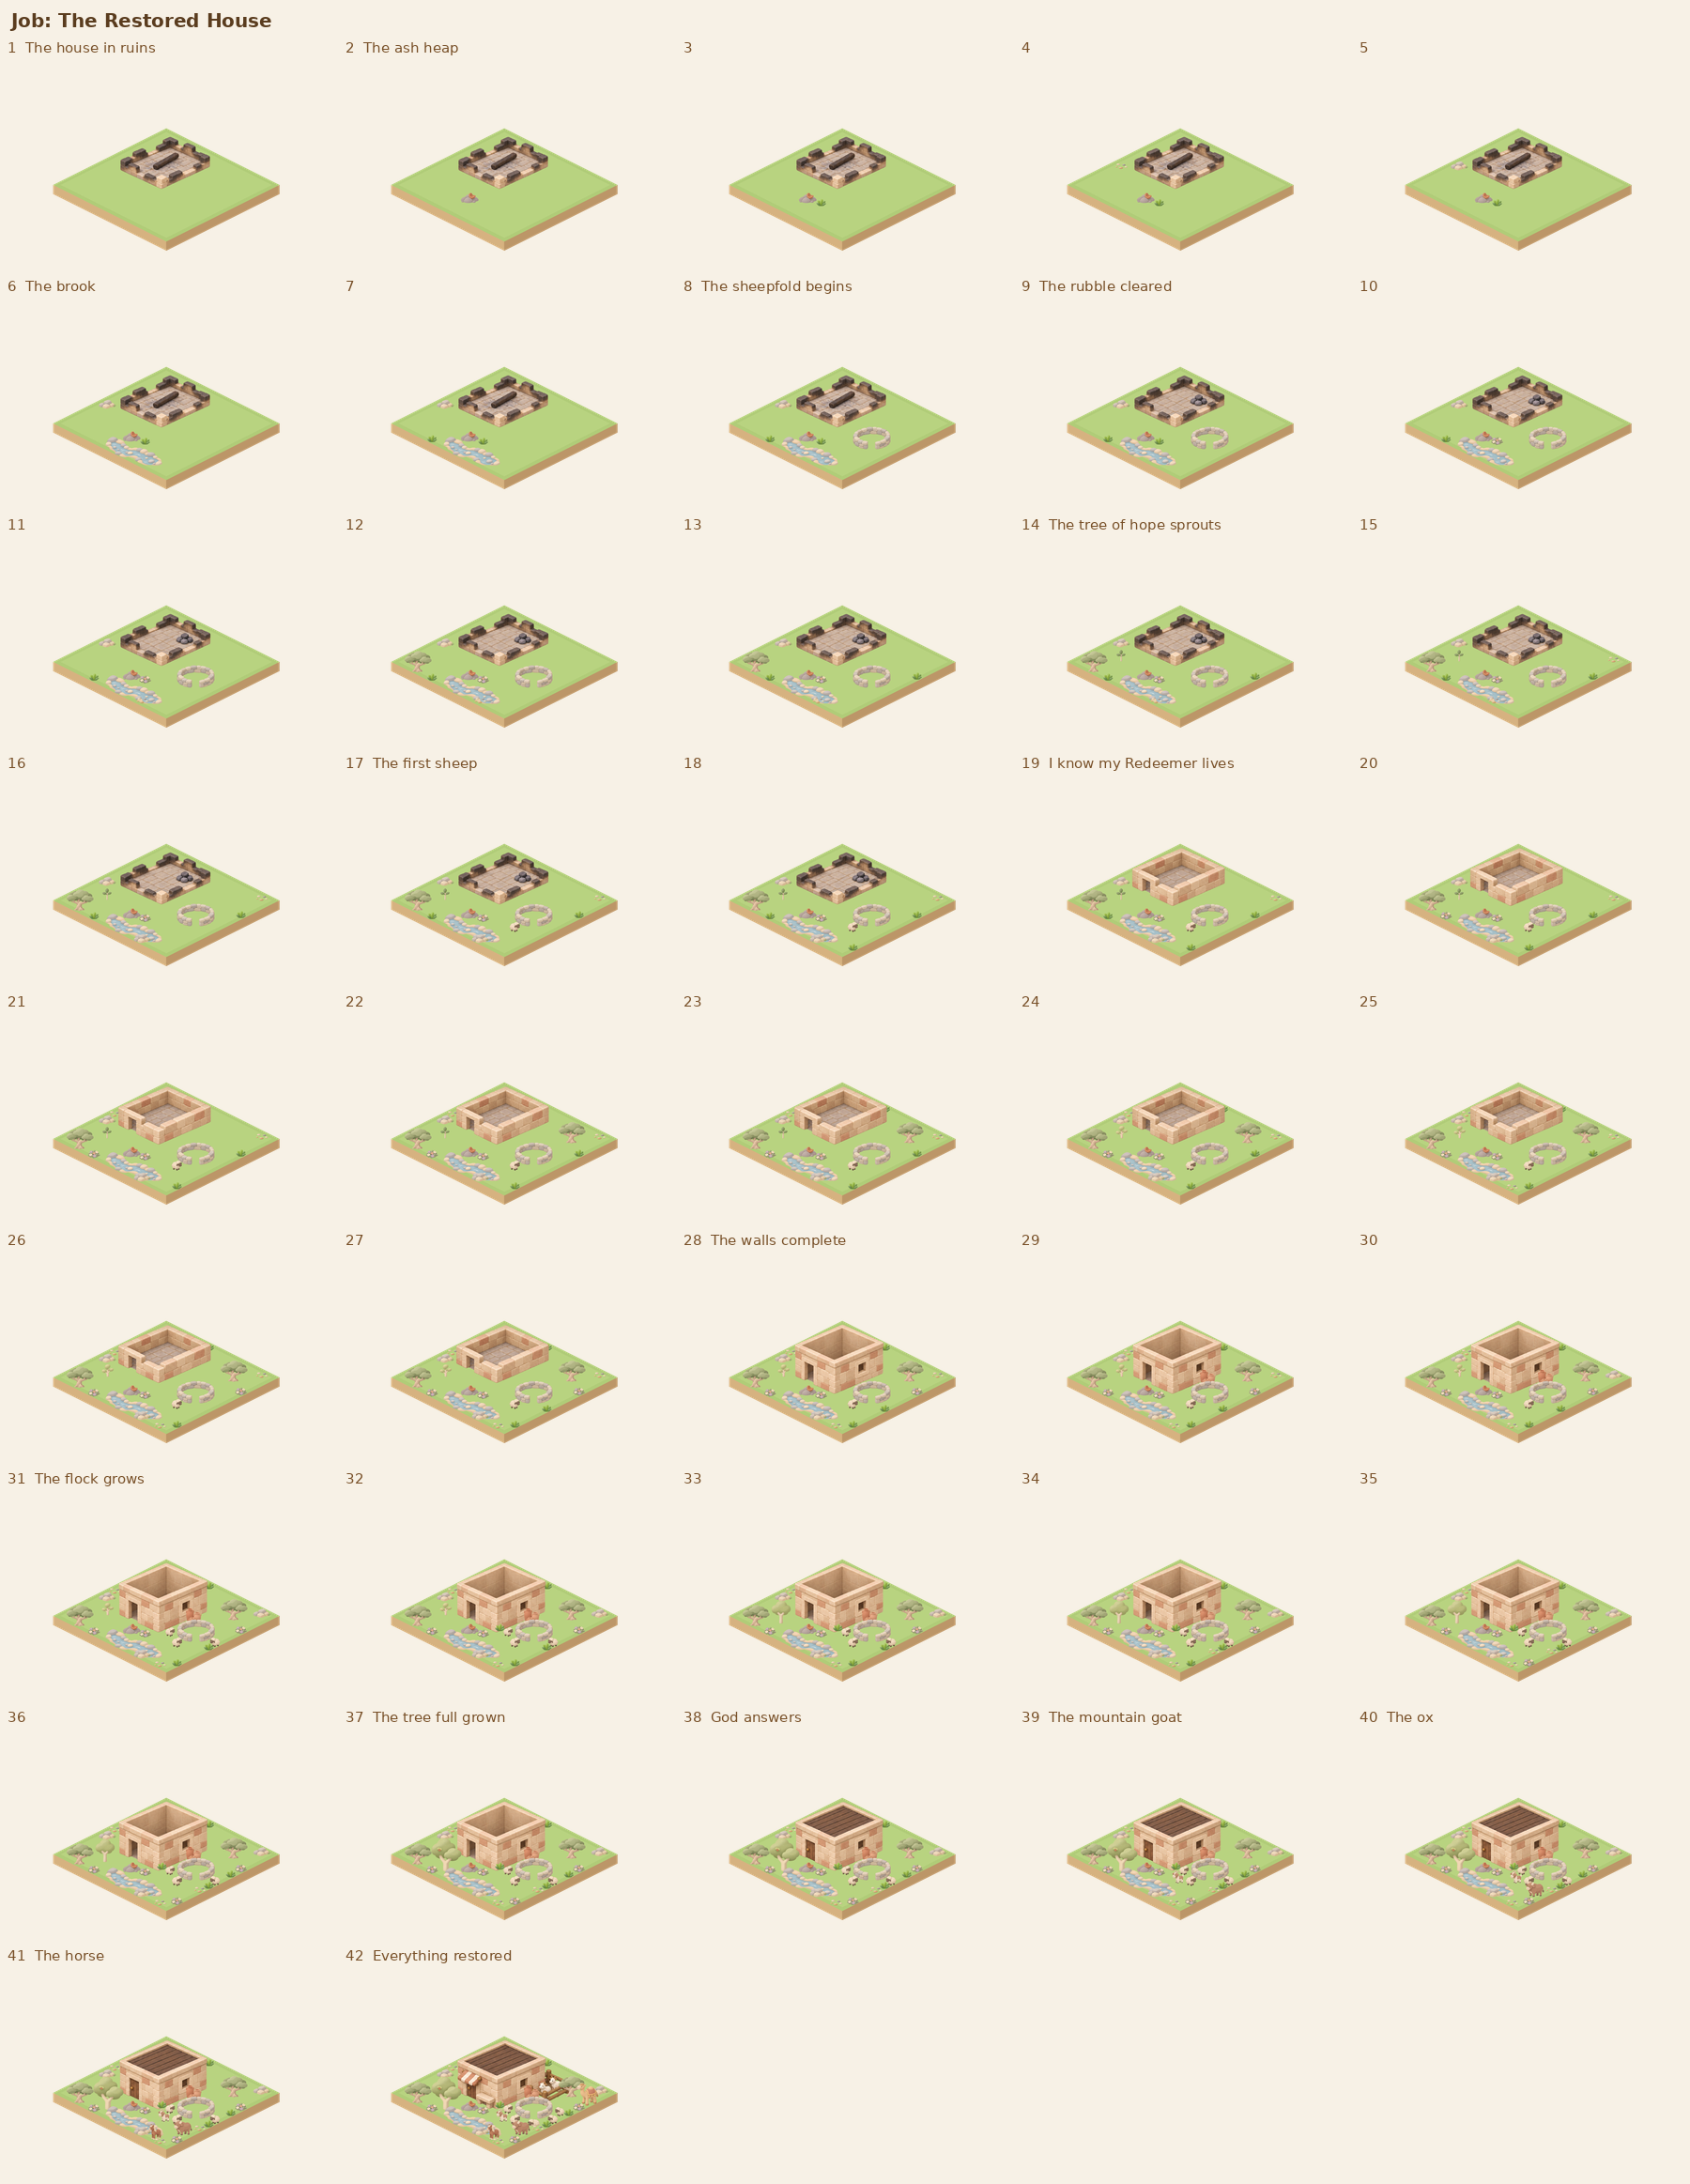 Job: The Restored House
1 The house in ruins
2 The ash heap
3
4
5
6 The brook
7
8 The sheepfold begins
9 The rubble cleared
10
11
12
13
14 The tree of hope sprouts
15
16
17 The first sheep
18
19 I know my Redeemer lives
20
21
22
23
24
25
26
27
28 The walls complete
29
30
31 The flock grows
32
33
34
35
36
37 The tree full grown
38 God answers
39 The mountain goat
40 The ox
41 The horse
42 Everything restored